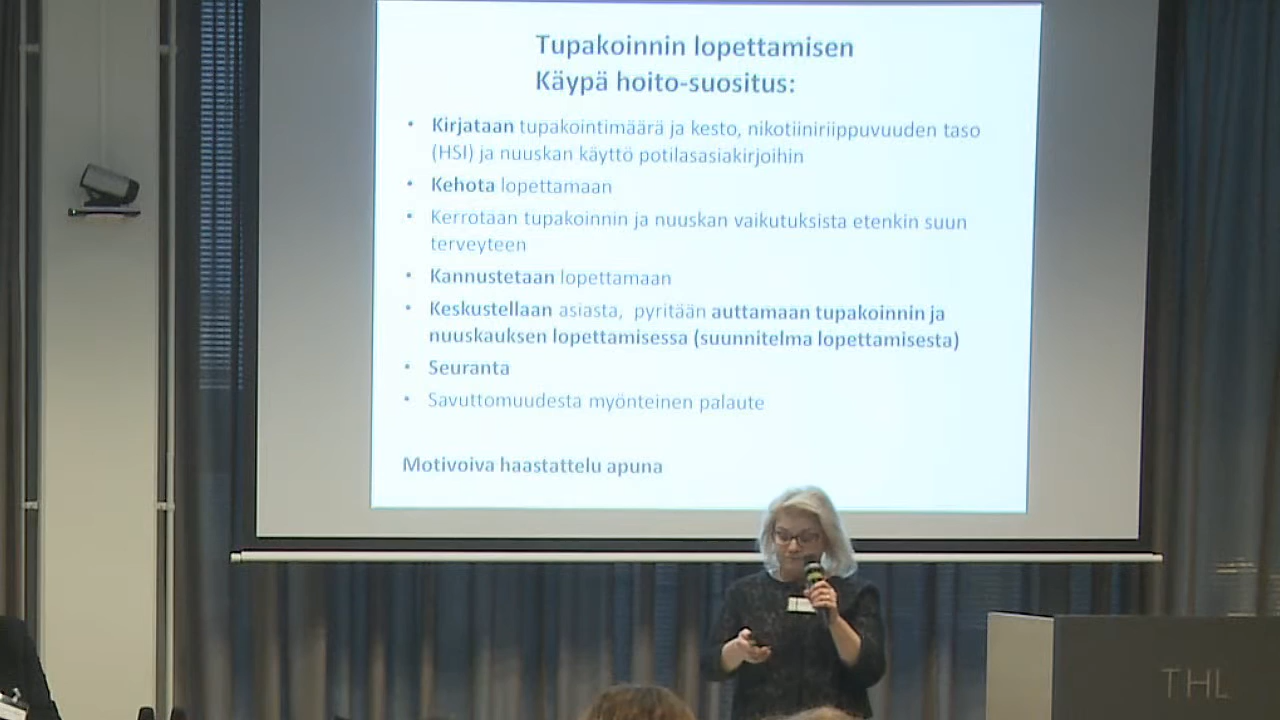 Tupakoinnin lopettamisen
Käypä hoito-suositus:
• Kirjataan tupakointimäärä ja kesto, nikotiiniriippuvuuden taso
(HSI) ja nuuskan käyttö potilasasiakirjoihin
• Kehota lopettamaan
• Kerrotaan tupakoinnin ja nuuskan vaikutuksista etenkin suun
terveyteen
• Kannustetaan lopettamaan
• Keskustellaan asiasta, pyritään auttamaan tupakoinnin ja
nuuskauksen lopettamisessa (suunnitelma lopettamisesta)
• Seuranta
• Savuttomuudesta myönteinen palaute
Motivoiva haastattelu apuna
THL